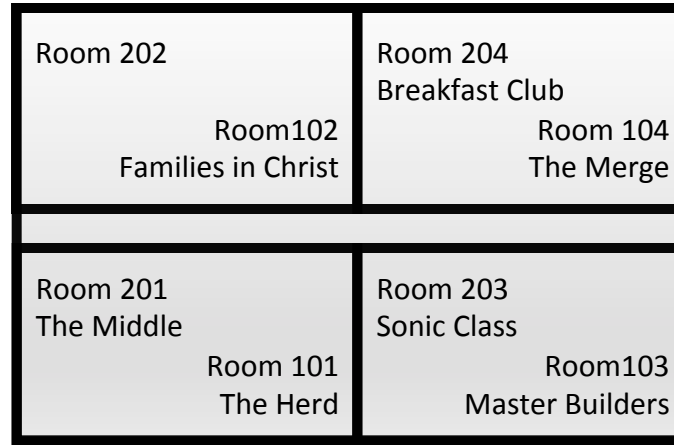 Room 202
Room102
Families in Christ
Room 204
Breakfast Club
Room 104
The Merge
Room 201
The Middle
Room 101
The Herd
Room 203
Sonic Class
Room103
Master Builders